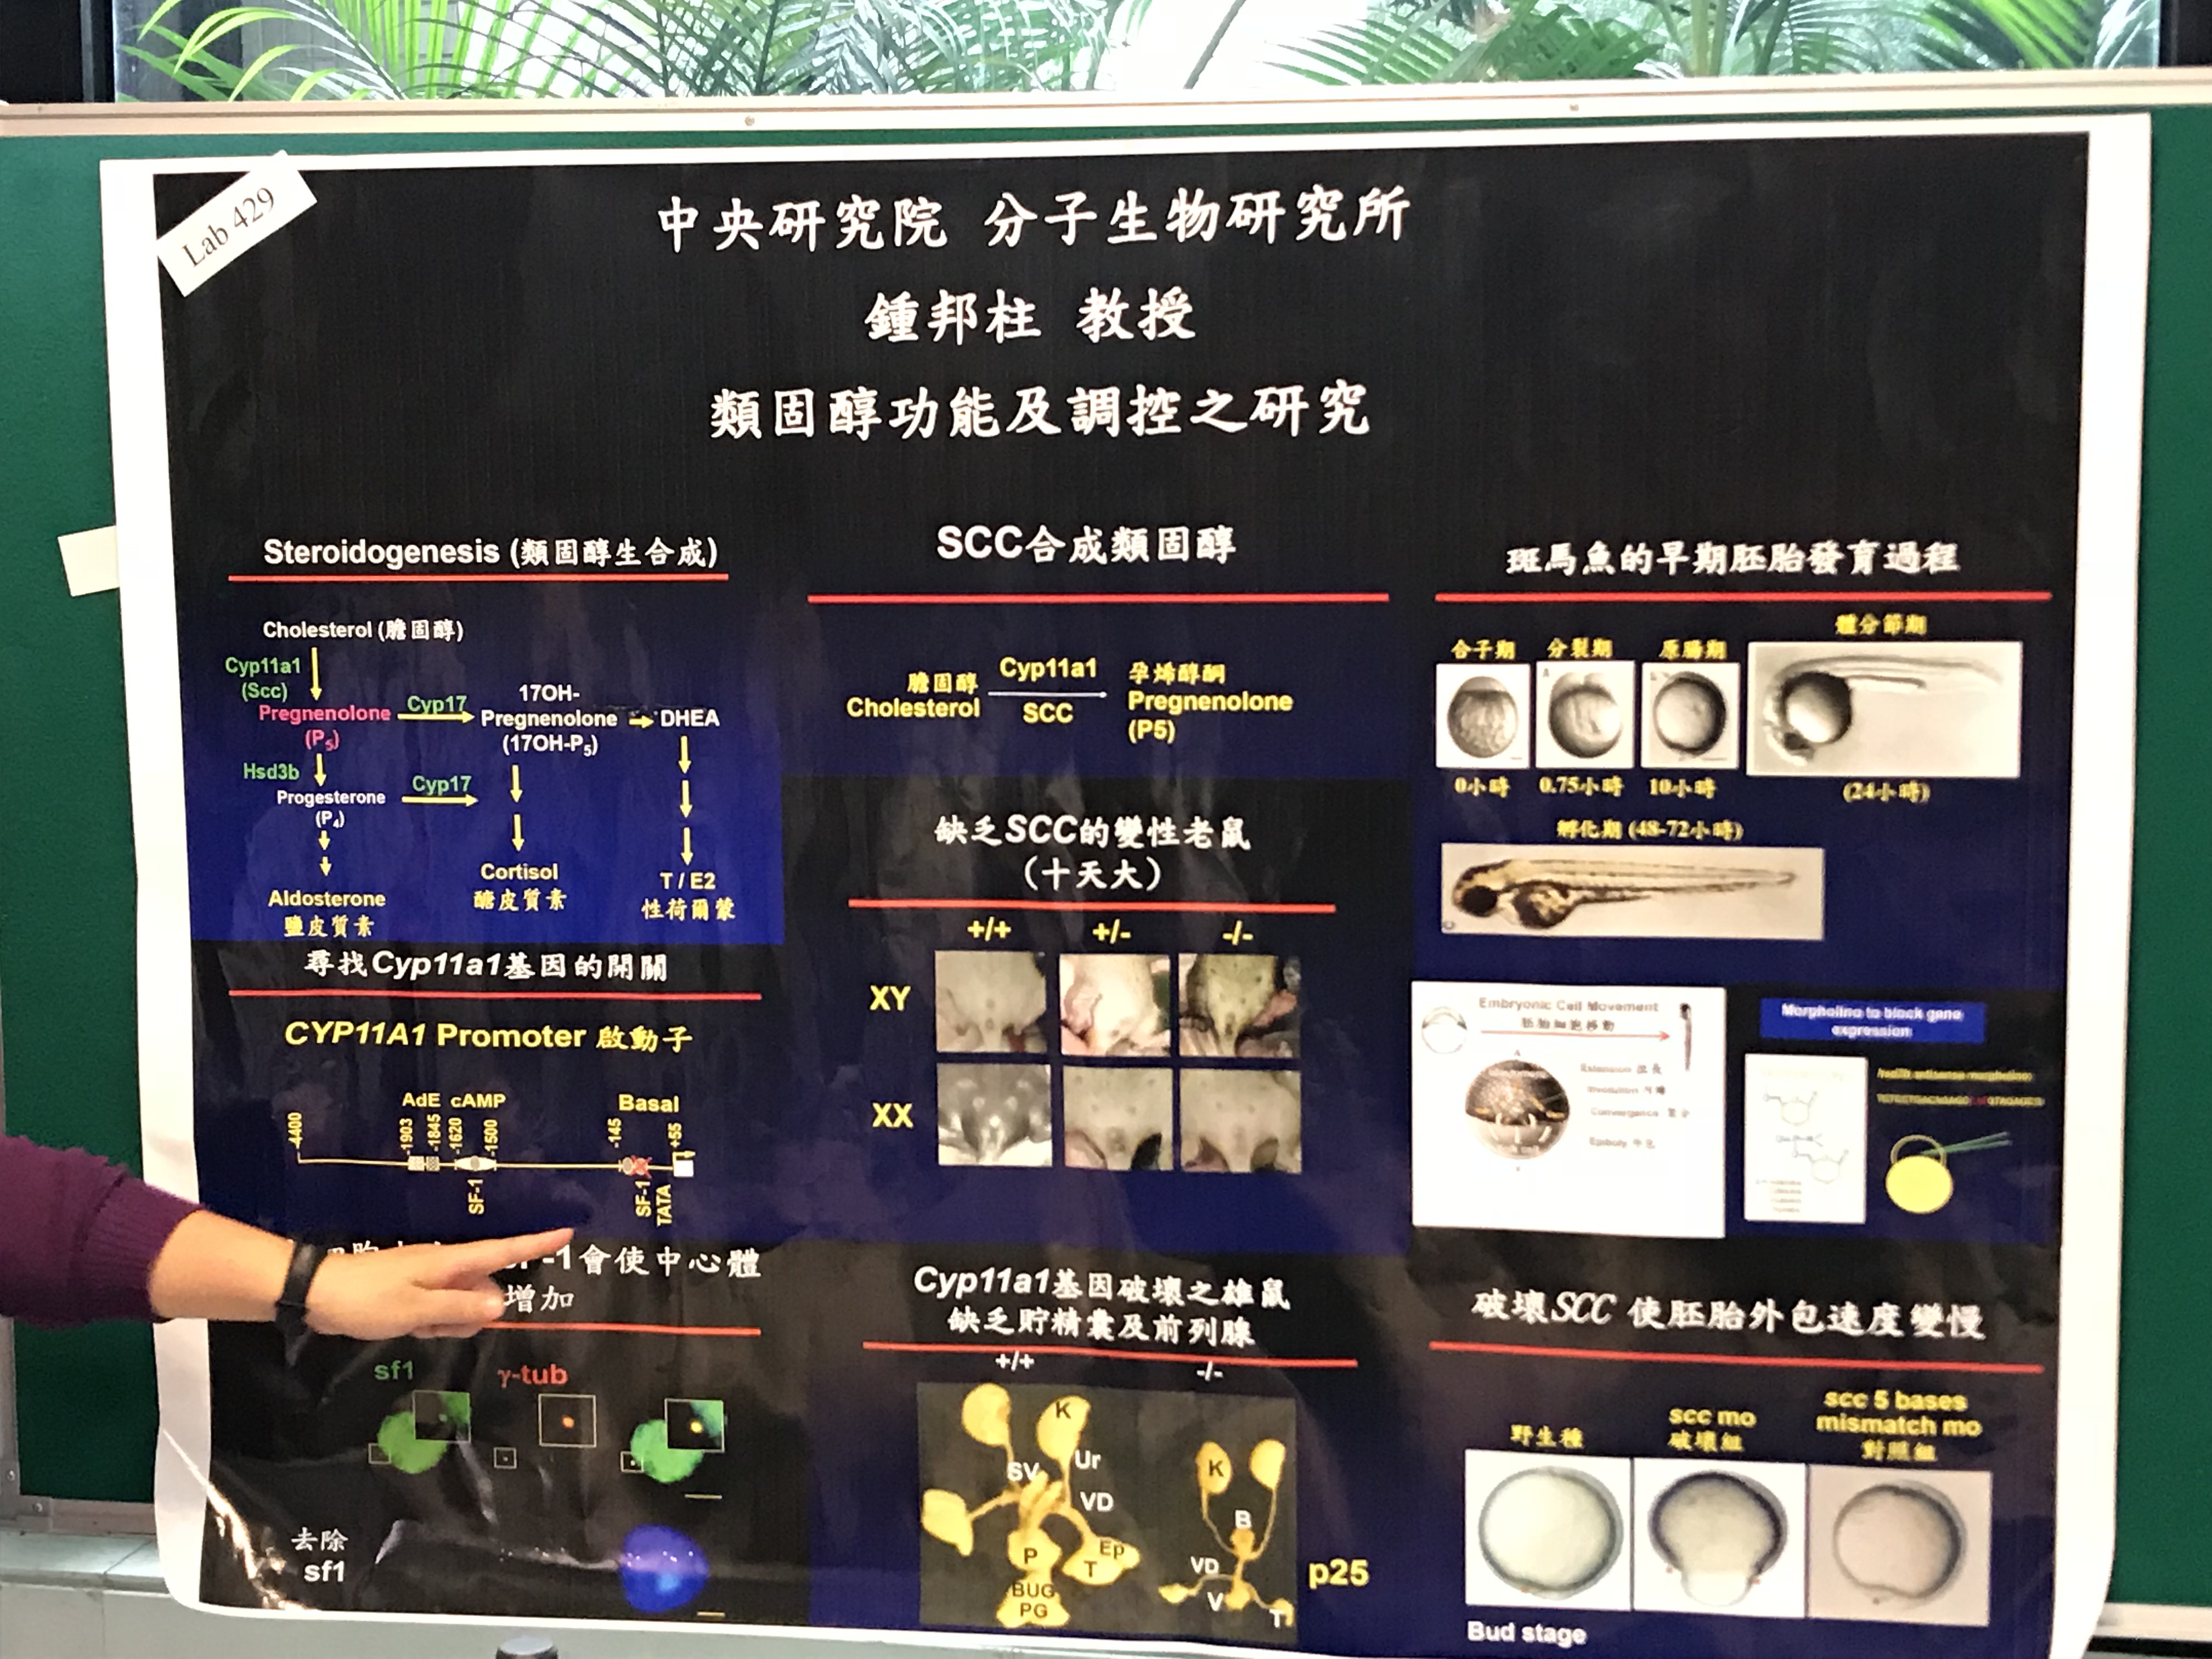 Lab 429
中央研究院 分子生物研究所
鍾邦柱 教授
類固醇功能及調控之研究
Steroidogenesis (類固醇生合成)
Cholesterol (膽固醇)
Cyp11a1
(Scc)
Pregnenolone
(P5)
Cyp17
17OH-
Pregnenolone
(17OH-P5)
DHEA
Hsd3b
Progesterone
(P4)
Cyp17
Aldosterone
鹽皮質素
Cortisol
醣皮質素
T / E2
性荷爾蒙
尋找Cyp11a1基因的開關
CYP11A1 Promoter 啟動子
AdE cAMP
Basal
-4400
-1903
-1845
-1620
-1500
-145
+55
SF-1
SF-1
TATA
-1會使中心體
增加
sf1
γ-tub
去除
sf1
SCC合成類固醇
膽固醇
Cholesterol
Cyp11a1
SCC
孕烯醇酮
Pregnenolone
(P5)
缺乏SCC的變性老鼠
(十天大)
+/+ +/- -/-
XY
XX
Cyp11a1基因破壞之雄鼠
缺乏貯精囊及前列腺
+/+
-/-
K
Ur
SV
VD
P
Ep
T
BUG
PG
K
B
VD
V
T
p25
斑馬魚的早期胚胎發育過程
合子期
分裂期
原腸期
體分節期
0小時
0.75小時
10小時
(24小時)
孵化期 (48-72小時)
Embryonic Cell Movement
胚胎細胞移動
Extension 延長
Convergence
Epiboly
Morpholino to block gene
expression
破壞SCC 使胚胎外包速度變慢
野生種
scc mo
破壞組
scc 5 bases
mismatch mo
對照組
Bud stage